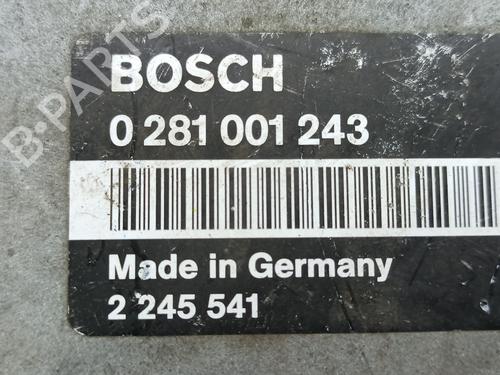 BOSCH
0 281 001 243
Made in Germany
2 245 541
B-PARTS